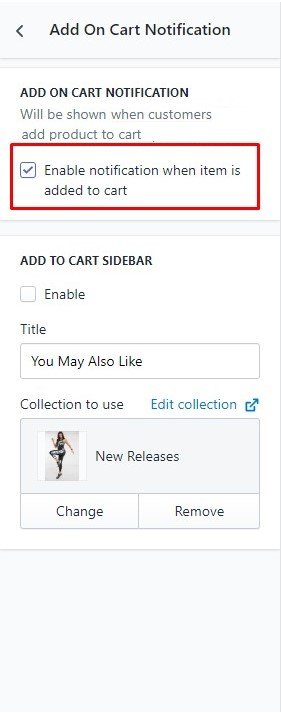 Add On Cart Notification
ADD ON CART NOTIFICATION
Will be shown when customers
add product to cart
Enable notification when item is
added to cart
ADD TO CART SIDEBAR
Enable
Title
You May Also Like
Collection to use Edit collection
New Releases
Change Remove